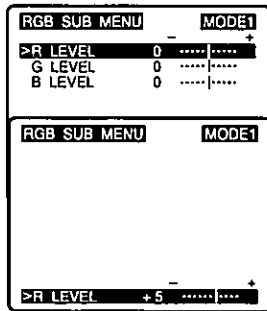 RGB SUB MENU MODE1
- +
>R LEVEL 0 -----|-----
G LEVEL 0 -----|-----
B LEVEL 0 -----|-----
RGB SUB MENU MODE1
- +
>R LEVEL +5 ------|----